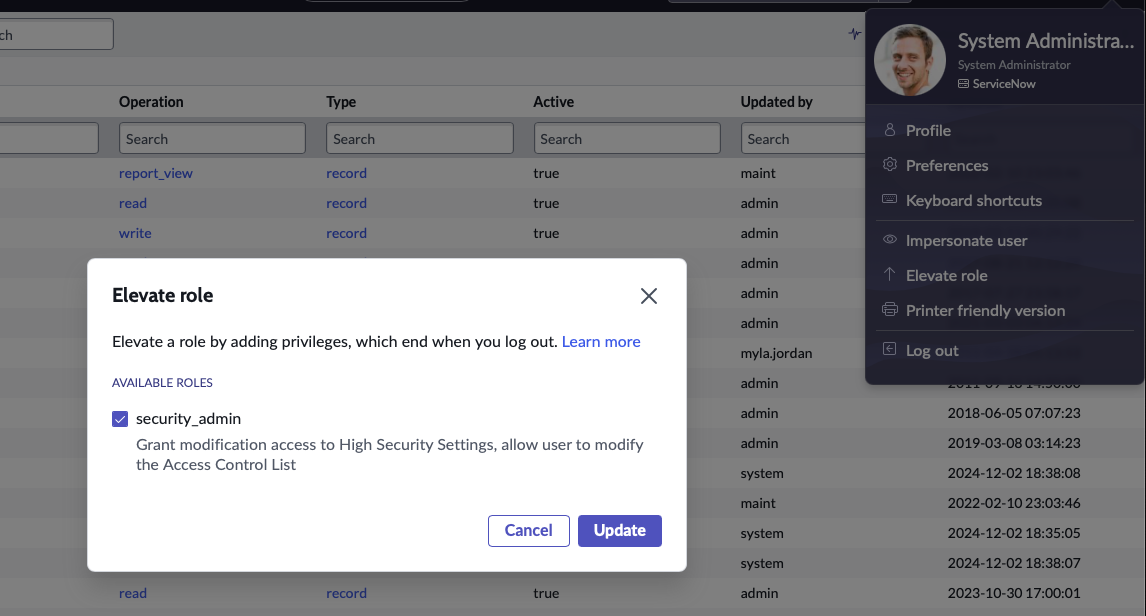 ch
System Administra...
System Administrator
ServiceNow
Operation Type Active Updated by
Search Search Search Search
report_view record true maint
read record true admin
write record true admin
Profile
Preferences
Keyboard shortcuts
Impersonate user
Elevate role
Printer friendly version
Log out
admin
admin
admin
myla.jordan
admin
admin 2018-06-05 07:07:23
admin 2019-03-08 03:14:23
system 2024-12-02 18:38:08
maint 2022-02-10 23:03:46
system 2024-12-02 18:35:05
system 2024-12-02 18:38:07
read record true admin 2023-10-30 17:00:01
Elevate role
Elevate a role by adding privileges, which end when you log out. Learn more
AVAILABLE ROLES
security_admin
Grant modification access to High Security Settings, allow user to modify
the Access Control List
Cancel Update